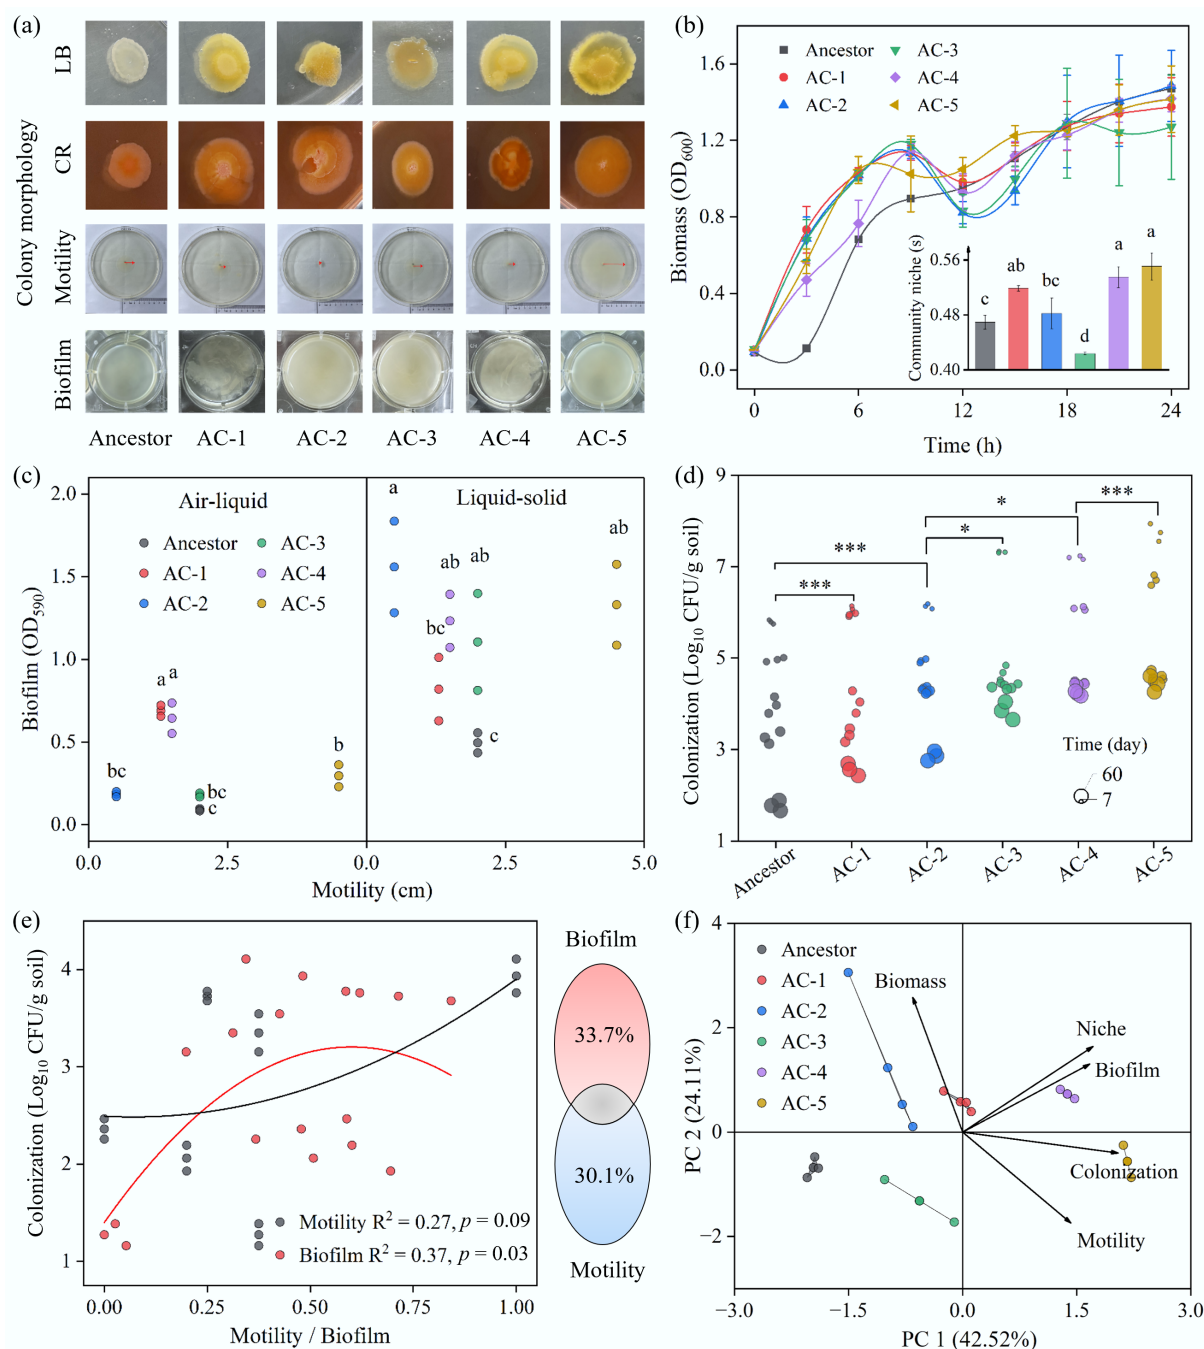 (a)
LB
CR
Motility
Biofilm
Colony morphology
Ancestor AC-1 AC-2 AC-3 AC-4 AC-5
(b)
Ancestor AC-3
AC-1 AC-4
AC-2 AC-5
1.6
1.2
0.8
0.4
0.0
Biomass (OD600)
0 6 12 18 24
Time (h)
Community niche (s)
0.56
0.48
0.40
c ab bc d a a
(c)
Air-liquid Liquid-solid
Ancestor AC-3
AC-1 AC-4
AC-2 AC-5
2.0
1.5
1.0
0.5
0.0
Biofilm (OD590)
bc a a bc c b
a bc ab ab c ab
0.0 2.5 0.0 2.5 5.0
Motility (cm)
(d)
9
7
5
3
1
Colonization (Log10 CFU/g soil)
*** *** * * ***
Time (day)
60
7
Ancestor AC-1 AC-2 AC-3 AC-4 AC-5
(e)
4
3
2
1
Colonization (Log10 CFU/g soil)
Motility R2 = 0.27, p = 0.09
Biofilm R2 = 0.37, p = 0.03
0.00 0.25 0.50 0.75 1.00
Motility / Biofilm
Biofilm
33.7%
30.1%
Motility
(f)
Ancestor
AC-1
AC-2
AC-3
AC-4
AC-5
Biomass
Niche
Biofilm
Colonization
Motility
4
2
0
−2
PC 2 (24.11%)
−3.0 −1.5 0.0 1.5 3.0
PC 1 (42.52%)